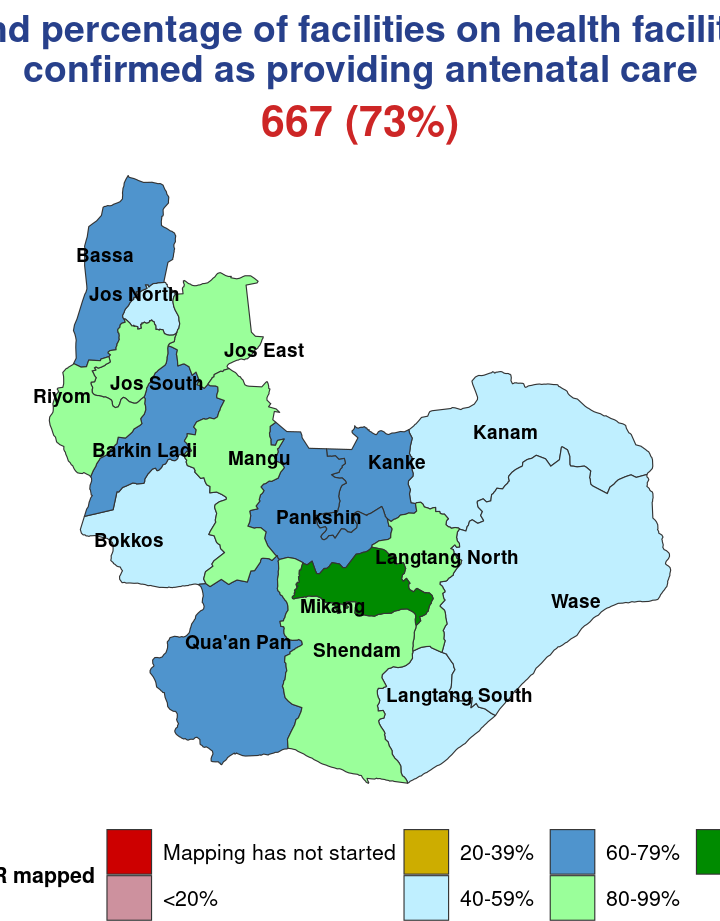 percentage of facilities on health
confirmed as providing antenatal care
667 (73%)
Bassa
Jos North
Jos East
Jos South
Riyom
Kanam
Barkin Ladi
Mangu
Kanke
Pankshin
Bokkos
Langtang North
Mikang
Wase
Qua'an Pan
Shendam
Langtang South
mapped
Mapping has not started
20-39%
60-79%
<20%
40-59%
80-99%